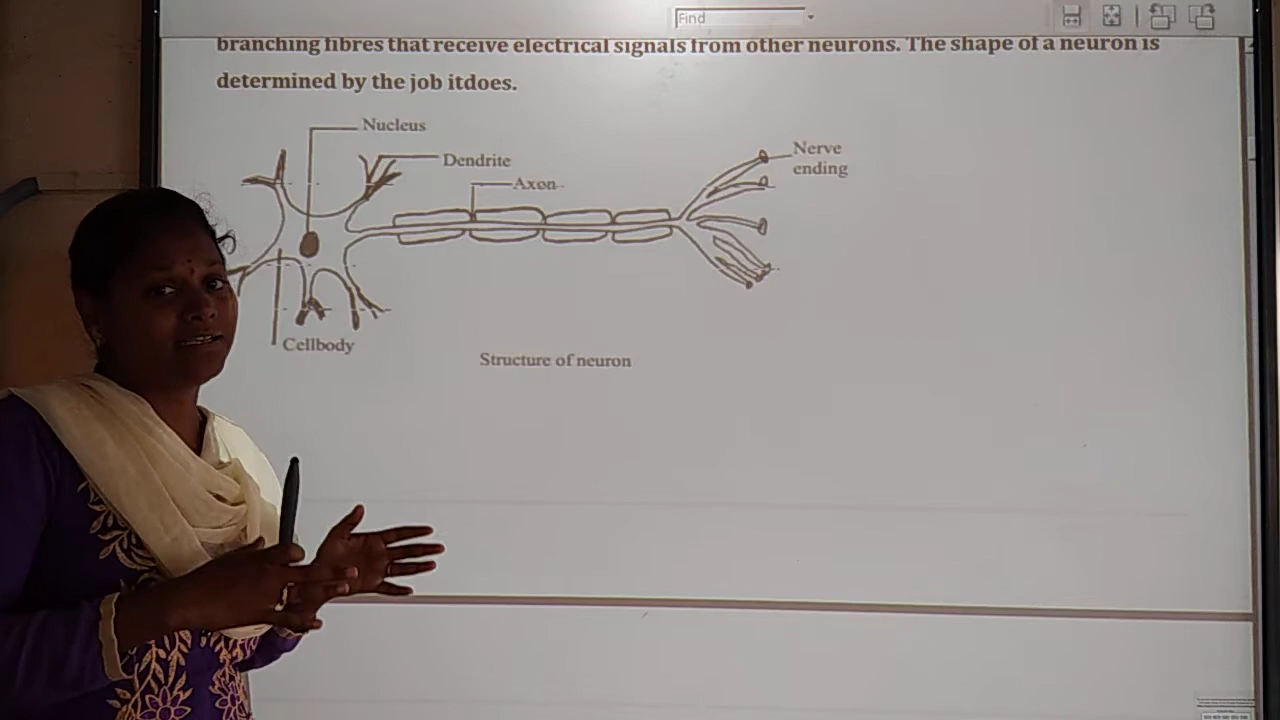 Find
branching fibres that receive electrical signals from other neurons. The shape of a neuron is
determined by the job itdoes.
Nucleus
Dendrite
Axon
Nerve
ending
Cellbody
Structure of neuron